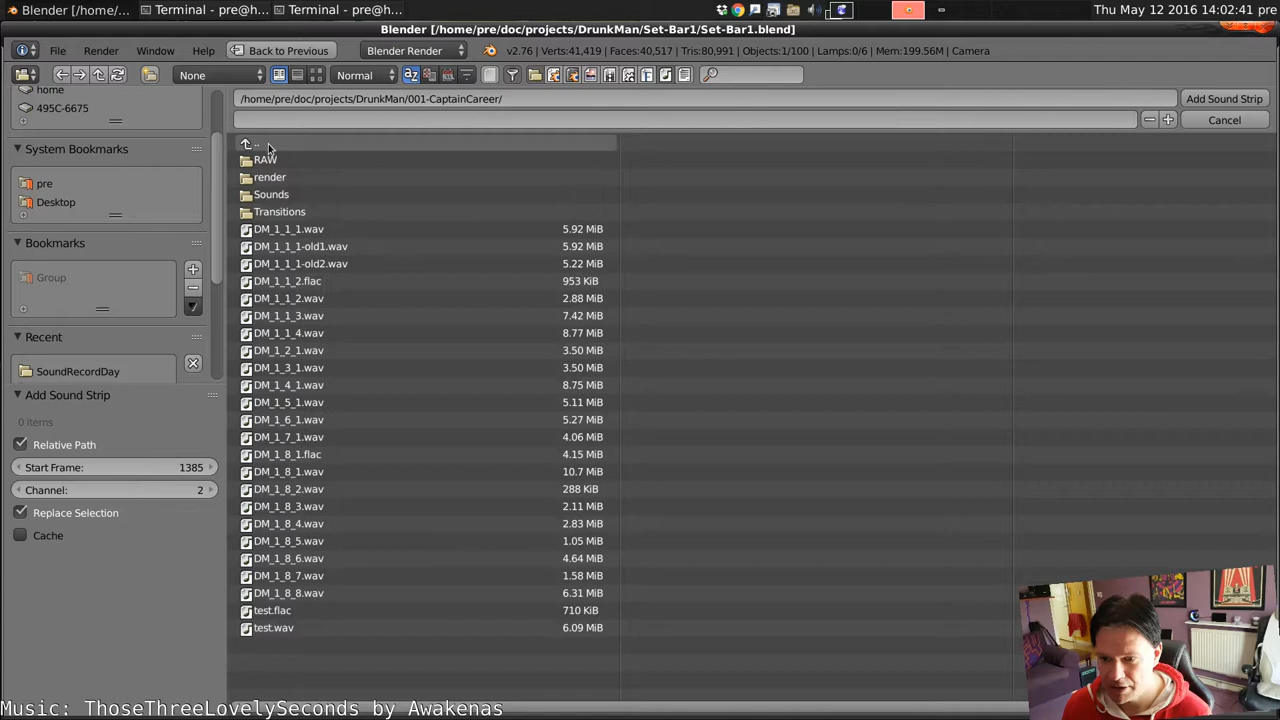 Blender [/home/... Terminal - pre@h... Terminal - pre@h... Thu May 12 2016 14:02:41 pre
Blender [/home/pre/doc/projects/DrunkMan/Set-Bar1/Set-Bar1.blend]
File Render Window Help Back to Previous Blender Render v2.76 | Verts:41,419 | Faces:40,517 | Tris:80,991 | Objects:1/100 | Lamps:0/6 | Mem:199.56M | Camera
None Normal
home
495C-6675
System Bookmarks
pre
Desktop
Bookmarks
Group
Recent
SoundRecordDay
Add Sound Strip
0 items
Relative Path
Start Frame: 1385
Channel: 2
Replace Selection
Cache
/home/pre/doc/projects/DrunkMan/001-CaptainCareer/ Add Sound Strip
Cancel
..
RAW
render
Sounds
Transitions
DM_1_1_1.wav 5.92 MiB
DM_1_1_1-old1.wav 5.92 MiB
DM_1_1_1-old2.wav 5.22 MiB
DM_1_1_2.flac 953 KiB
DM_1_1_2.wav 2.88 MiB
DM_1_1_3.wav 7.42 MiB
DM_1_1_4.wav 8.77 MiB
DM_1_2_1.wav 3.50 MiB
DM_1_3_1.wav 3.50 MiB
DM_1_4_1.wav 8.75 MiB
DM_1_5_1.wav 5.11 MiB
DM_1_6_1.wav 5.27 MiB
DM_1_7_1.wav 4.06 MiB
DM_1_8_1.flac 4.15 MiB
DM_1_8_1.wav 10.7 MiB
DM_1_8_2.wav 288 KiB
DM_1_8_3.wav 2.11 MiB
DM_1_8_4.wav 2.83 MiB
DM_1_8_5.wav 1.05 MiB
DM_1_8_6.wav 4.64 MiB
DM_1_8_7.wav 1.58 MiB
DM_1_8_8.wav 6.31 MiB
test.flac 710 KiB
test.wav 6.09 MiB
Music: ThoseThreeLovelySeconds by Awakenas